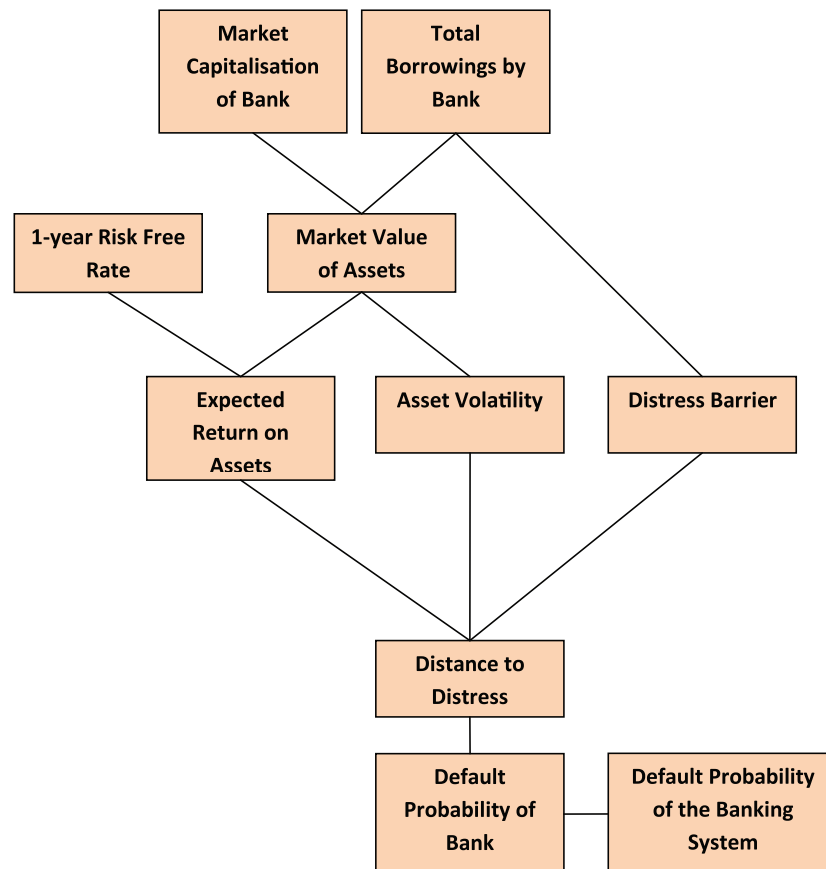 Market
Capitalisation
of Bank
Total
Borrowings by
Bank
1-year Risk Free
Rate
Market Value
of Assets
Expected
Return on
Assets
Asset Volatility
Distress Barrier
Distance to
Distress
Default
Probability of
Bank
Default Probability
of the Banking
System